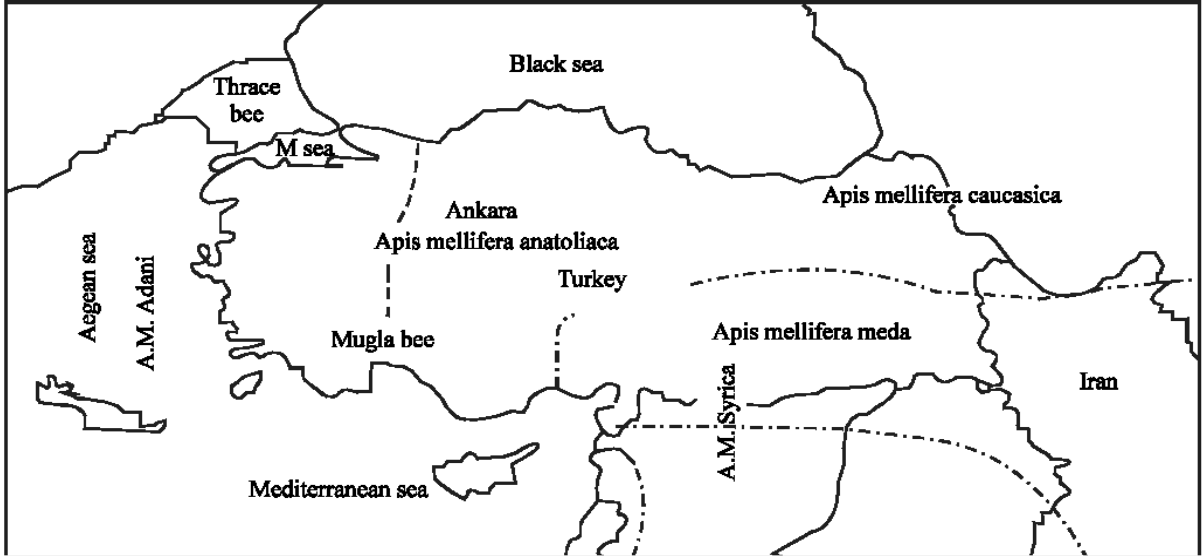 Black sea
Thrace
bee
M sea
Apis mellifera caucasica
Ankara
Apis mellifera anatoliaca
Aegean sea
A.M. Adani
Turkey
Mugla bee
Apis mellifera meda
Iran
A.M. Syrica
Mediterranean sea